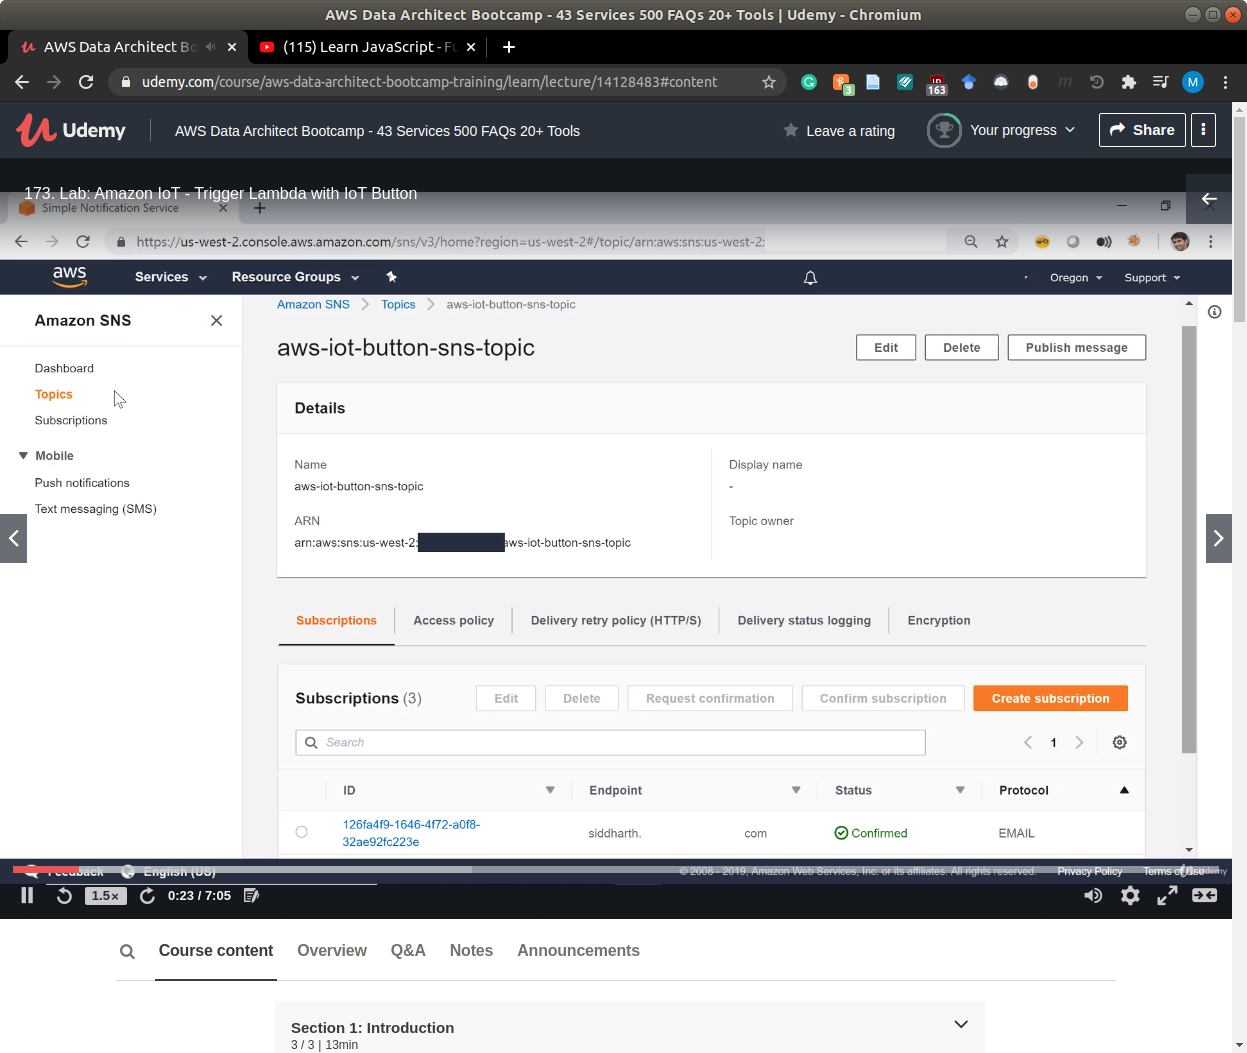 AWS Data Architect Bootcamp - 43 Services 500 FAQs 20+ Tools | Udemy - Chromium
AWS Data Architect Bo
(115) Learn JavaScript - Fu
udemy.com/course/aws-data-architect-bootcamp-training/learn/lecture/14128483#content
3
163
M
Udemy
AWS Data Architect Bootcamp - 43 Services 500 FAQs 20+ Tools
Leave a rating
Your progress
Share
173. Lab: Amazon IoT - Trigger Lambda with IoT Button
Simple Notification Service
https://us-west-2.console.aws.amazon.com/sns/v3/home?region=us-west-2#/topic/arn:aws:sns:us-west-2:
aws
Services
Resource Groups
Oregon
Support
Amazon SNS
Dashboard
Topics
Subscriptions
Mobile
Push notifications
Text messaging (SMS)
Amazon SNS > Topics > aws-iot-button-sns-topic
aws-iot-button-sns-topic
Edit
Delete
Publish message
Details
Name
aws-iot-button-sns-topic
Display name
-
ARN
arn:aws:sns:us-west-2: aws-iot-button-sns-topic
Topic owner
Subscriptions
Access policy
Delivery retry policy (HTTP/S)
Delivery status logging
Encryption
Subscriptions (3)
Edit
Delete
Request confirmation
Confirm subscription
Create subscription
Search
1
ID
Endpoint
Status
Protocol
126fa4f9-1646-4f72-a0f8-
32ae92fc223e
siddharth. com
Confirmed
EMAIL
Feedback
English (US)
© 2008 - 2019, Amazon Web Services, Inc. or its affiliates. All rights reserved.
Privacy Policy
Terms of Use
udemy
1.5×
0:23 / 7:05
Course content
Overview
Q&A
Notes
Announcements
Section 1: Introduction
3 / 3 | 13min